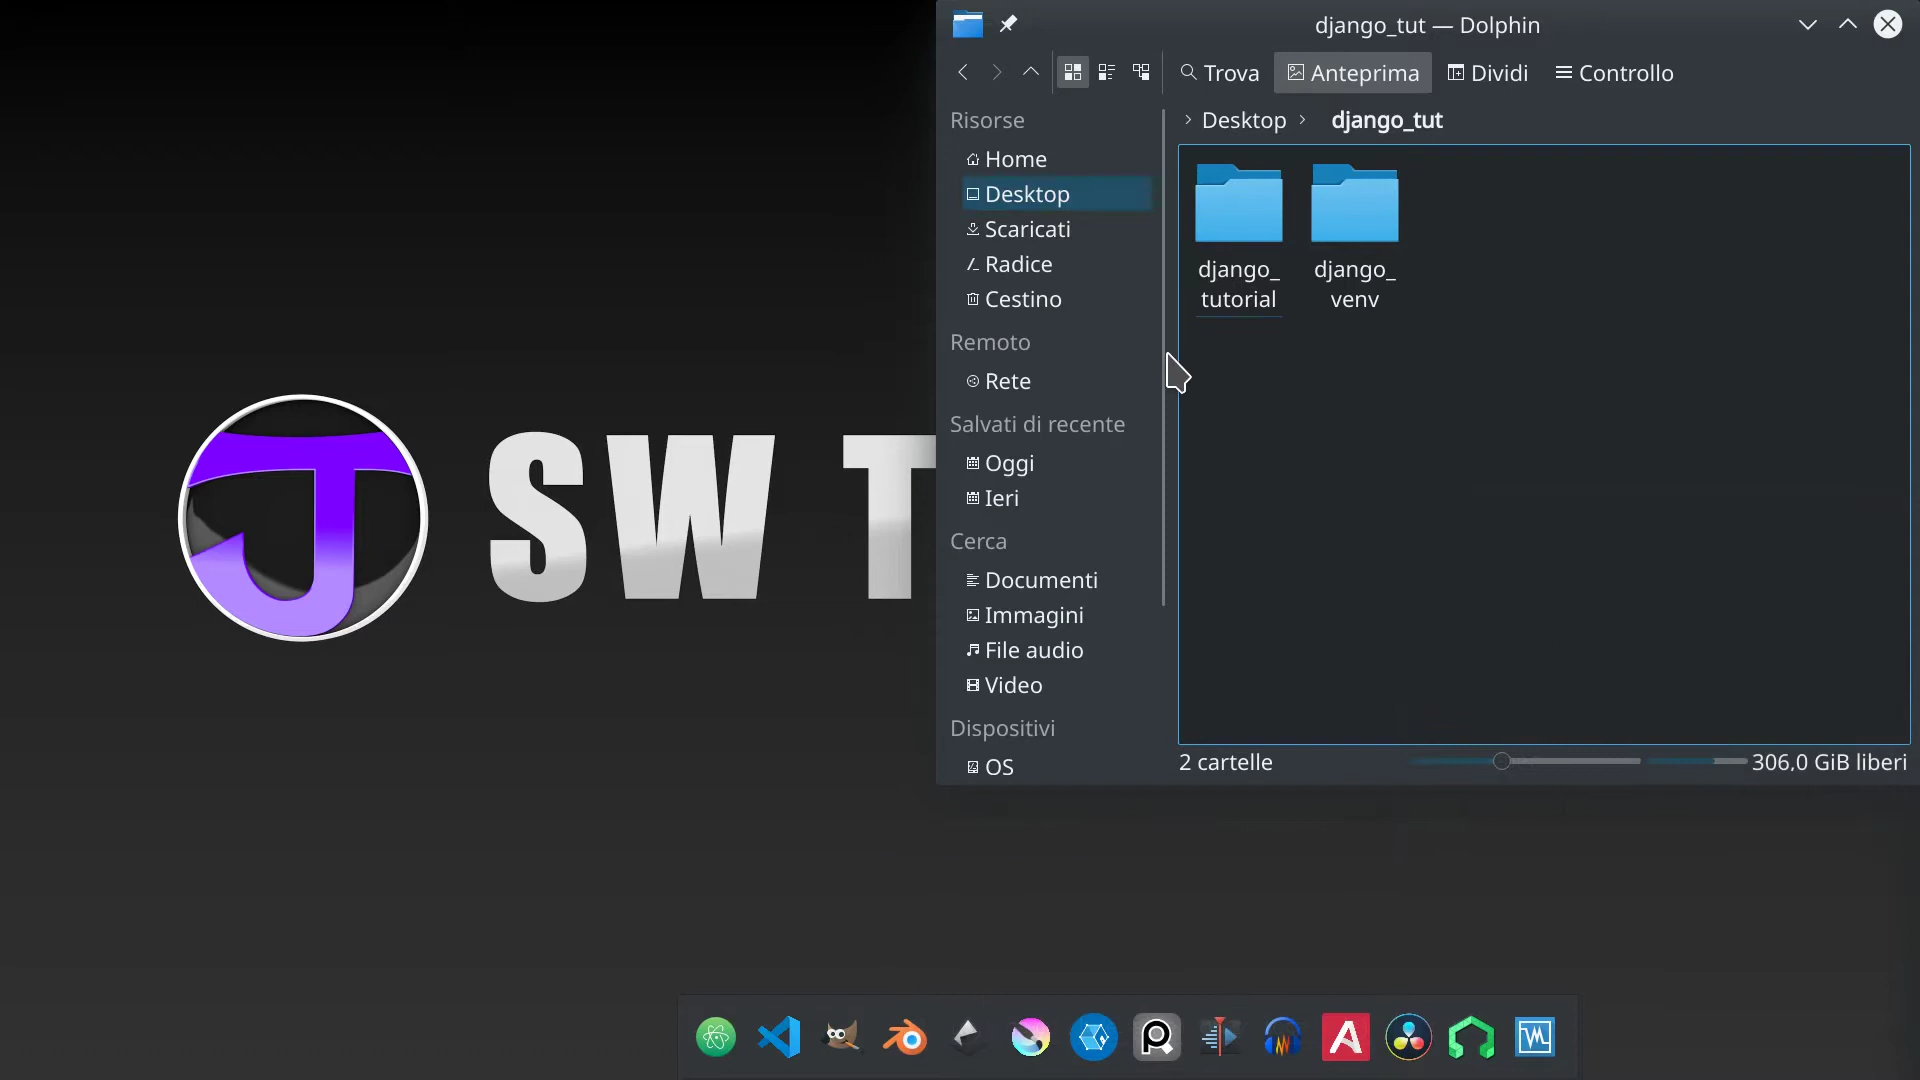 django_tut — Dolphin
Trova Anteprima Dividi Controllo
Risorse
Home
Desktop
Scaricati
Radice
Cestino
Remoto
Rete
Salvati di recente
Oggi
Ieri
Cerca
Documenti
Immagini
File audio
Video
Dispositivi
OS
Desktop django_tut
django_
tutorial
django_
venv
2 cartelle 306,0 GiB liberi
J SW T